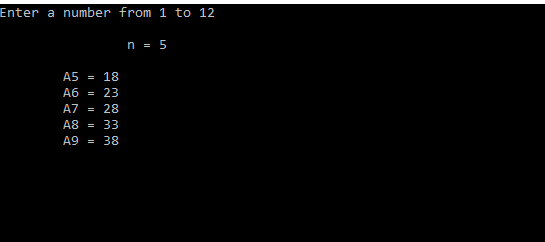 Enter a number from 1 to 12
n = 5
A5 = 18
A6 = 23
A7 = 28
A8 = 33
A9 = 38